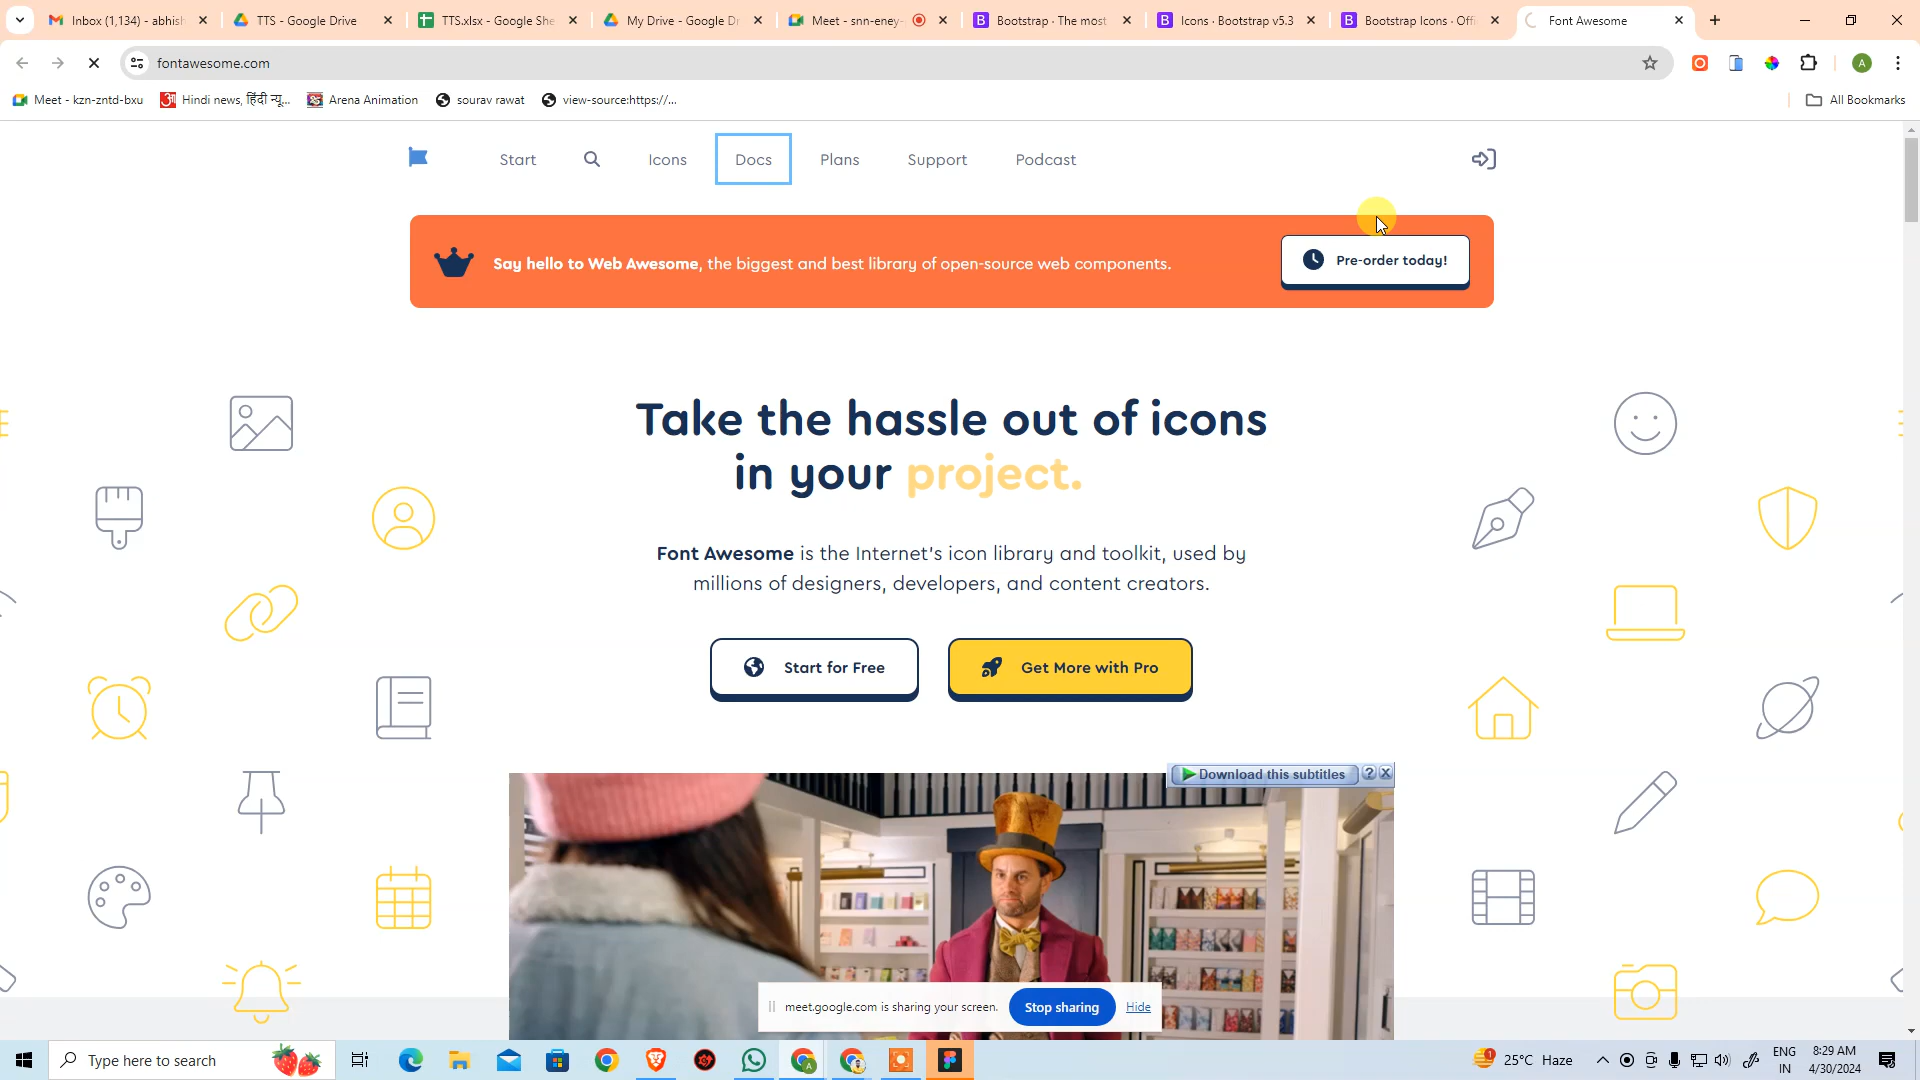 Inbox (1,134) - abhish
TTS - Google Drive
TTS.xlsx - Google She
My Drive - Google Dr
Meet - snn-eney-
Bootstrap · The most
Icons · Bootstrap v5.3
Bootstrap Icons · Offi
Font Awesome
fontawesome.com
A
Meet - kzn-zntd-bxu
Hindi news, हिंदी न्यू...
Arena Animation
sourav rawat
view-source:https://...
All Bookmarks
Start
Icons
Docs
Plans
Support
Podcast
Say hello to Web Awesome, the biggest and best library of open-source web components.
Pre-order today!
Take the hassle out of icons
in your project.
Font Awesome is the Internet's icon library and toolkit, used by
millions of designers, developers, and content creators.
Start for Free
Get More with Pro
Download this subtitles
meet.google.com is sharing your screen.
Stop sharing
Hide
Type here to search
25°C Haze
ENG
IN
8:29 AM
4/30/2024